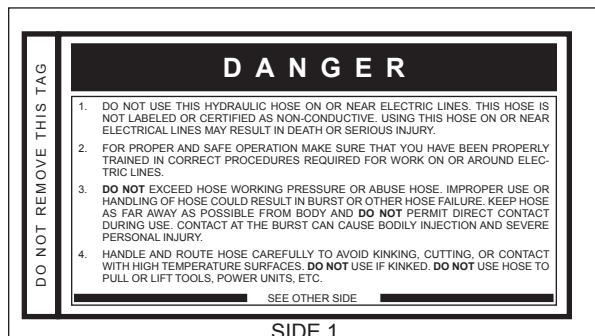 DO NOT REMOVE THIS TAG
DANGER
1. DO NOT USE THIS HYDRAULIC HOSE ON OR NEAR ELECTRIC LINES. THIS HOSE IS
NOT LABELED OR CERTIFIED AS NON-CONDUCTIVE. USING THIS HOSE ON OR NEAR
ELECTRICAL LINES MAY RESULT IN DEATH OR SERIOUS INJURY.
2. FOR PROPER AND SAFE OPERATION MAKE SURE THAT YOU HAVE BEEN PROPERLY
TRAINED IN CORRECT PROCEDURES REQUIRED FOR WORK ON OR AROUND ELEC-
TRIC LINES.
3. DO NOT EXCEED HOSE WORKING PRESSURE OR ABUSE HOSE. IMPROPER USE OR
HANDLING OF HOSE COULD RESULT IN BURST OR OTHER HOSE FAILURE. KEEP HOSE
AS FAR AWAY AS POSSIBLE FROM BODY AND DO NOT PERMIT DIRECT CONTACT
DURING USE. CONTACT AT THE BURST CAN CAUSE BODILY INJECTION AND SEVERE
PERSONAL INJURY.
4. HANDLE AND ROUTE HOSE CAREFULLY TO AVOID KINKING, CUTTING, OR CONTACT
WITH HIGH TEMPERATURE SURFACES. DO NOT USE IF KINKED. DO NOT USE HOSE TO
PULL OR LIFT TOOLS, POWER UNITS, ETC.
SEE OTHER SIDE
SIDE 1